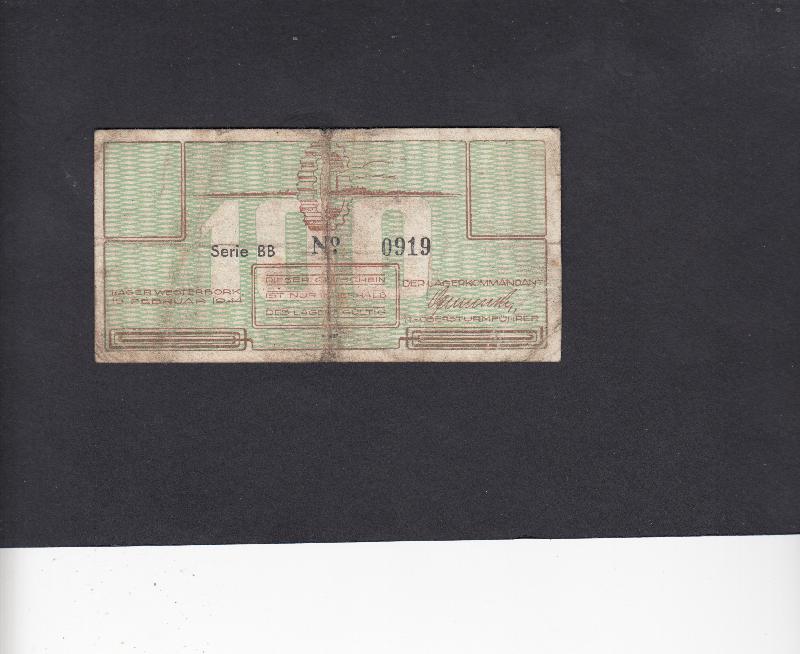 100
Serie BB No 0919
LAGER WESTERBORK
15 FEBRUAR 1944
DIESER GUTSCHEIN
IST NUR INNERHALB
DES LAGERS GÜLTIG
DER LAGERKOMMANDANT
OBERSTURMFÜHRER